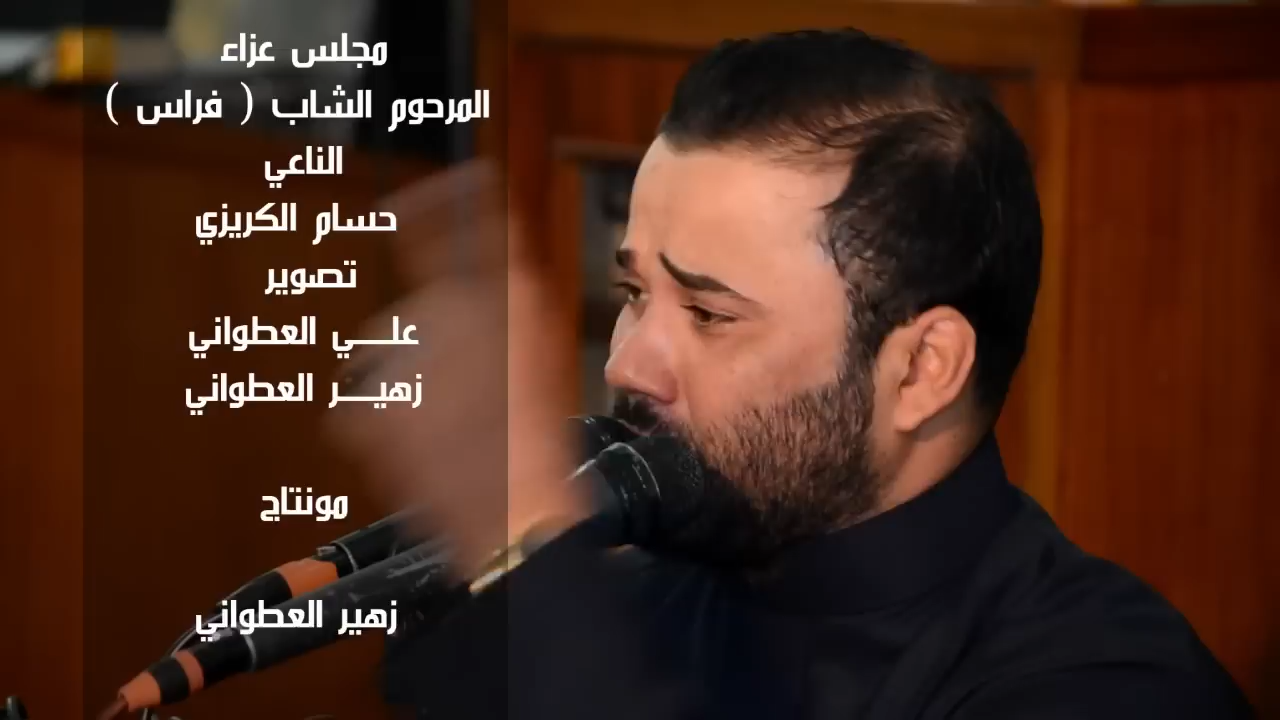 مجلس عزاء
المرحوم الشاب ( فراس )
الناعي
حسام الكريزي
تصوير
علـــي العطواني
زهيـــر العطواني
مونتاج
زهير العطواني